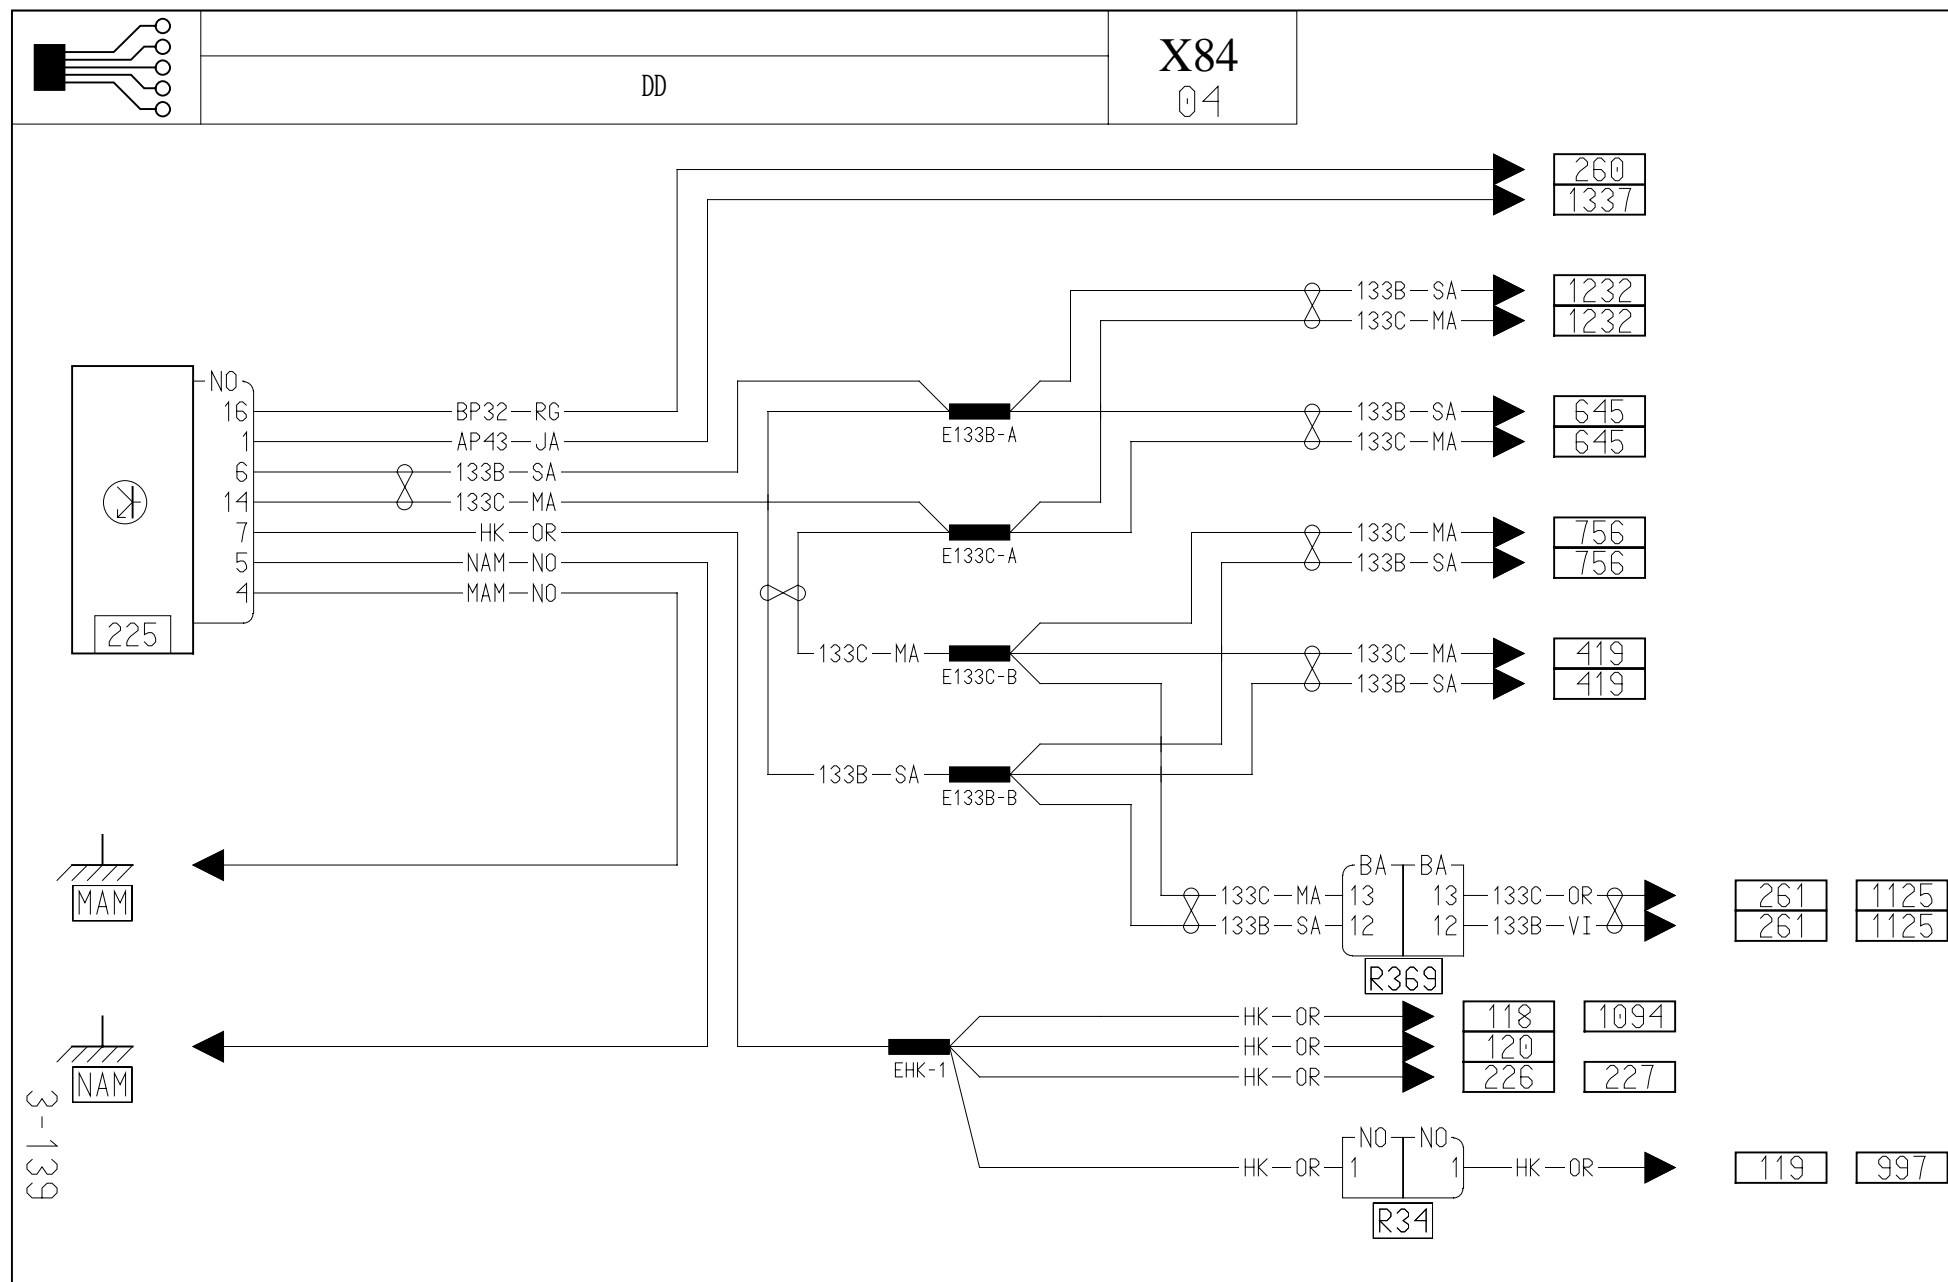 X84
DD
04
260
1337
133B SA 1232
133C MA 1232
NO
16 BP32 RG
133B SA 645
E133B-A
1 AP43 JA
133C MA 645
6 133B SA
14 133C MA
7 HK OR
133C MA 756
E133C-A
5 NAM NO
133B SA 756
4 MAM NO
225
133C MA
133C MA 419
E133C-B
133B SA 419
133B SA
E133B-B
BA BA
MAM
133C MA 13 13 133C OR 261 1125
133B SA 12 12 133B VI 261 1125
R369
HK OR 118 1094
HK OR 120
EHK-1
NAM
HK OR 226 227
3-139
NO NO
HK OR 1 1 HK OR 119 997
R34